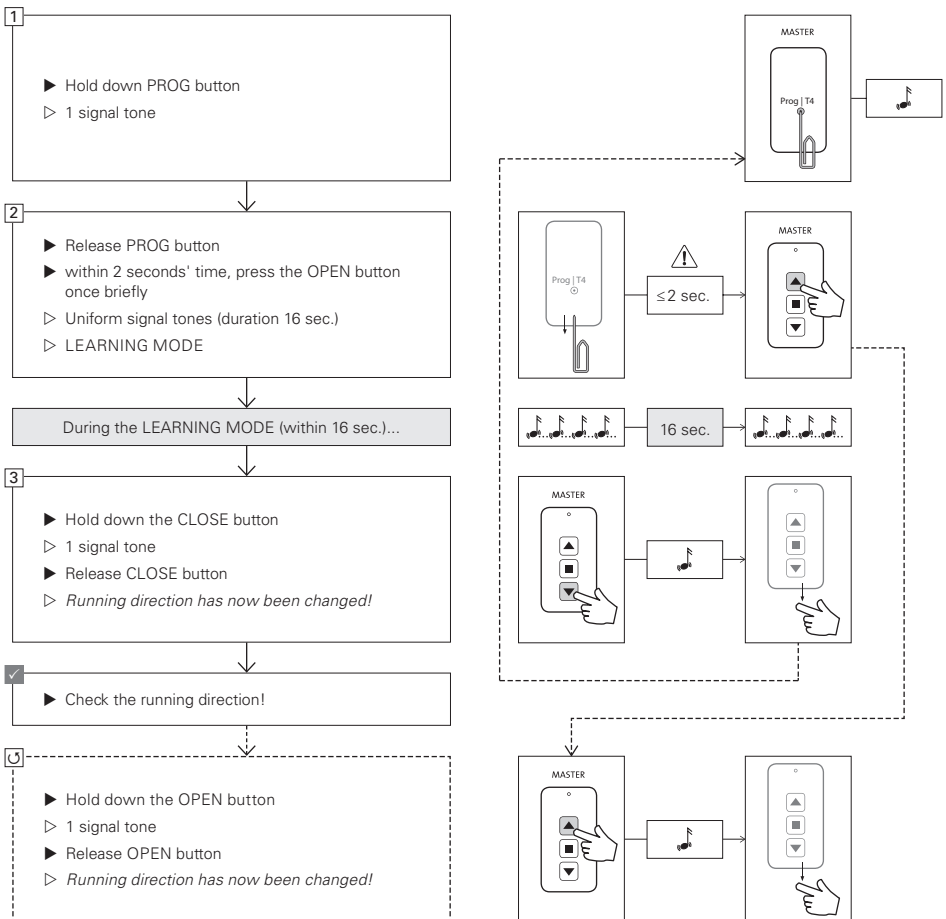 1
▶ Hold down PROG button
▷ 1 signal tone
2
▶ Release PROG button
▶ within 2 seconds' time, press the OPEN button
once briefly
▷ Uniform signal tones (duration 16 sec.)
▷ LEARNING MODE
During the LEARNING MODE (within 16 sec.)...
3
▶ Hold down the CLOSE button
▷ 1 signal tone
▶ Release CLOSE button
▷ Running direction has now been changed!
▶ Check the running direction!
▶ Hold down the OPEN button
▷ 1 signal tone
▶ Release OPEN button
▷ Running direction has now been changed!
MASTER
Prog | T4
Prog | T4
≤2 sec.
MASTER
16 sec.
MASTER
MASTER